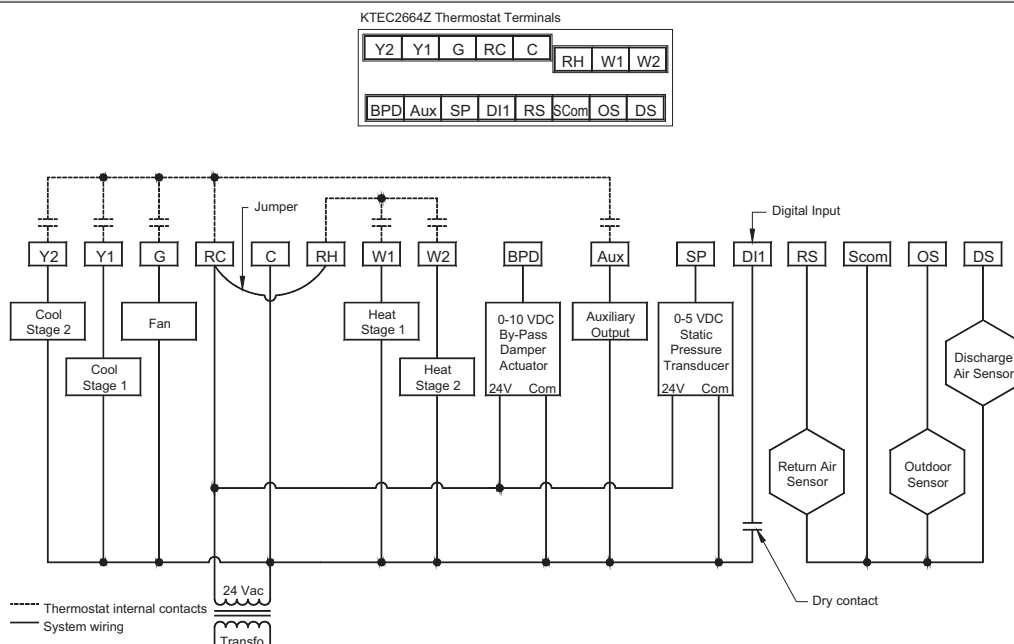 KTEC2664Z Thermostat Terminals
Y2 Y1 G RC C
RH W1 W2
BPD Aux SP DI1 RS SCom OS DS
Jumper
Digital Input
Y2 Y1 G RC C RH W1 W2 BPD Aux SP DI1 RS Scom OS DS
Cool
Stage 2
Cool
Stage 1
Fan
Heat
Stage 1
Heat
Stage 2
0-10 VDC
By-Pass
Damper
Actuator
24V Com
Auxiliary
Output
0-5 VDC
Static
Pressure
Transducer
24V Com
Discharge
Air Sensor
Return Air
Sensor
Outdoor
Sensor
24 Vac
Transfo
Dry contact
Thermostat internal contacts
System wiring